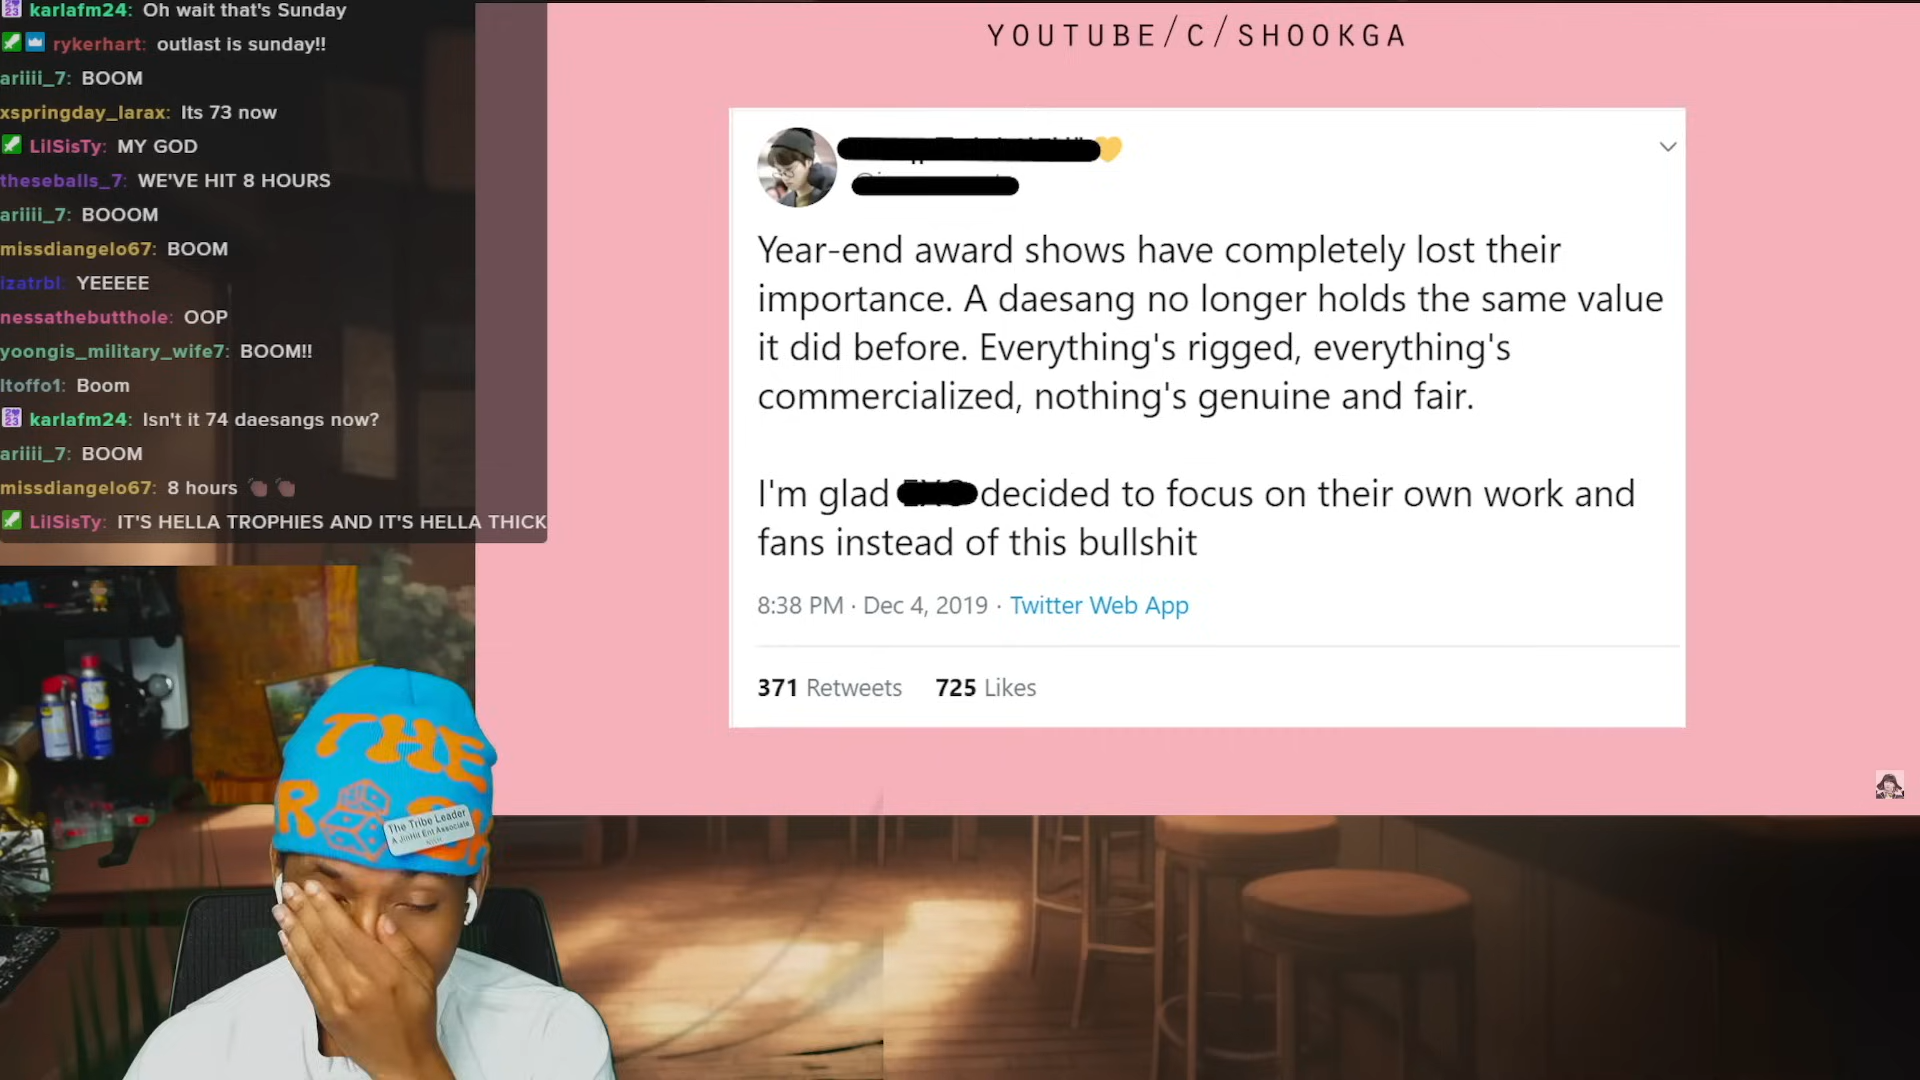 karlafm24: Oh wait that's Sunday
rykerhart: outlast is sunday!!
ariiii_7: BOOM
xspringday_larax: Its 73 now
LilSisTy: MY GOD
theseballs_7: WE'VE HIT 8 HOURS
ariiii_7: BOOOM
missdiangelo67: BOOM
izatrbl: YEEEEE
nessathebutthole: OOP
yoongis_military_wife7: BOOM!!
ltoffo1: Boom
karlafm24: Isn't it 74 daesangs now?
ariiii_7: BOOM
missdiangelo67: 8 hours 👏🏿 👏🏿
LilSisTy: IT'S HELLA TROPHIES AND IT'S HELLA THICK
YOUTUBE/C/SHOOKGA
Year-end award shows have completely lost their
importance. A daesang no longer holds the same value
it did before. Everything's rigged, everything's
commercialized, nothing's genuine and fair.
I'm glad decided to focus on their own work and
fans instead of this bullshit
8:38 PM · Dec 4, 2019 · Twitter Web App
371 Retweets 725 Likes
THE
The Tribe Leader
A JinHit Ent Associate